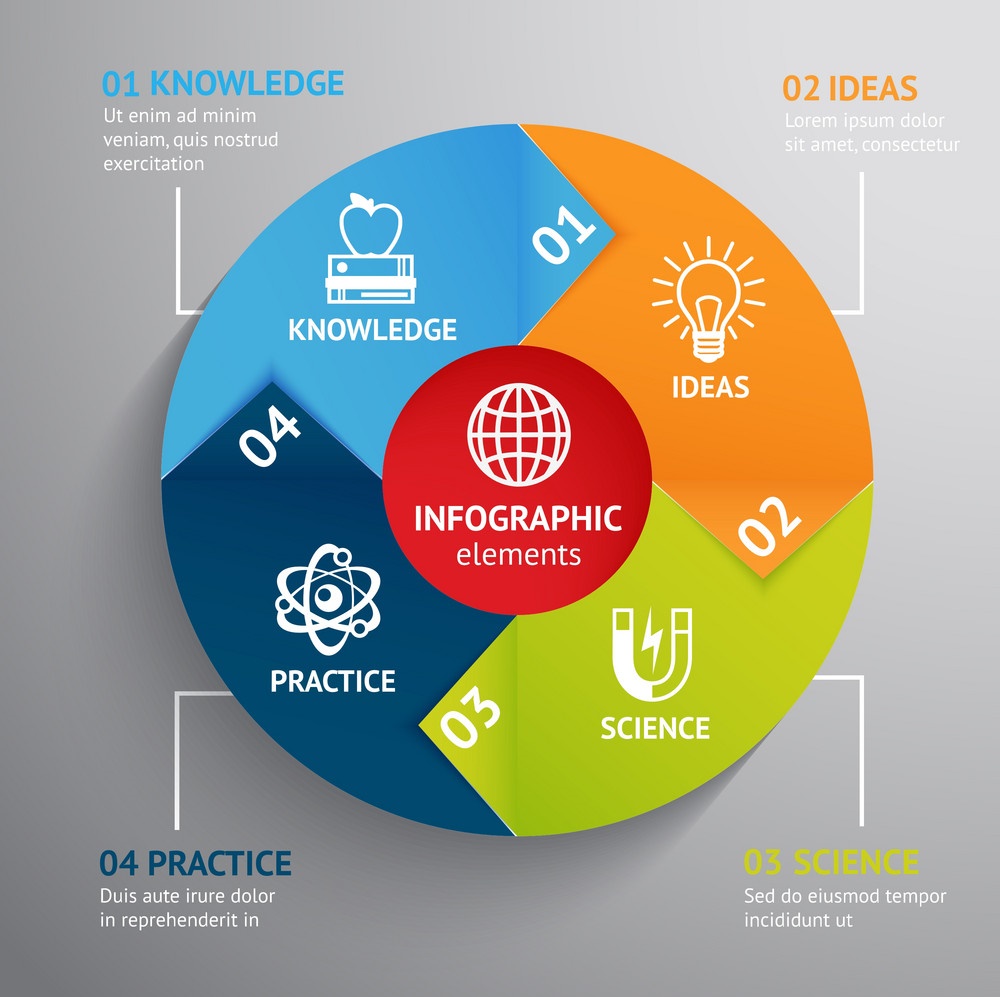 01 KNOWLEDGE
Ut enim ad minim
veniam, quis nostrud
exercitation
02 IDEAS
Lorem ipsum dolor
sit amet, consectetur
01
KNOWLEDGE
IDEAS
04
INFOGRAPHIC
elements
02
PRACTICE
03
SCIENCE
04 PRACTICE
Duis aute irure dolor
in reprehenderit in
03 SCIENCE
Sed do eiusmod tempor
incididunt ut